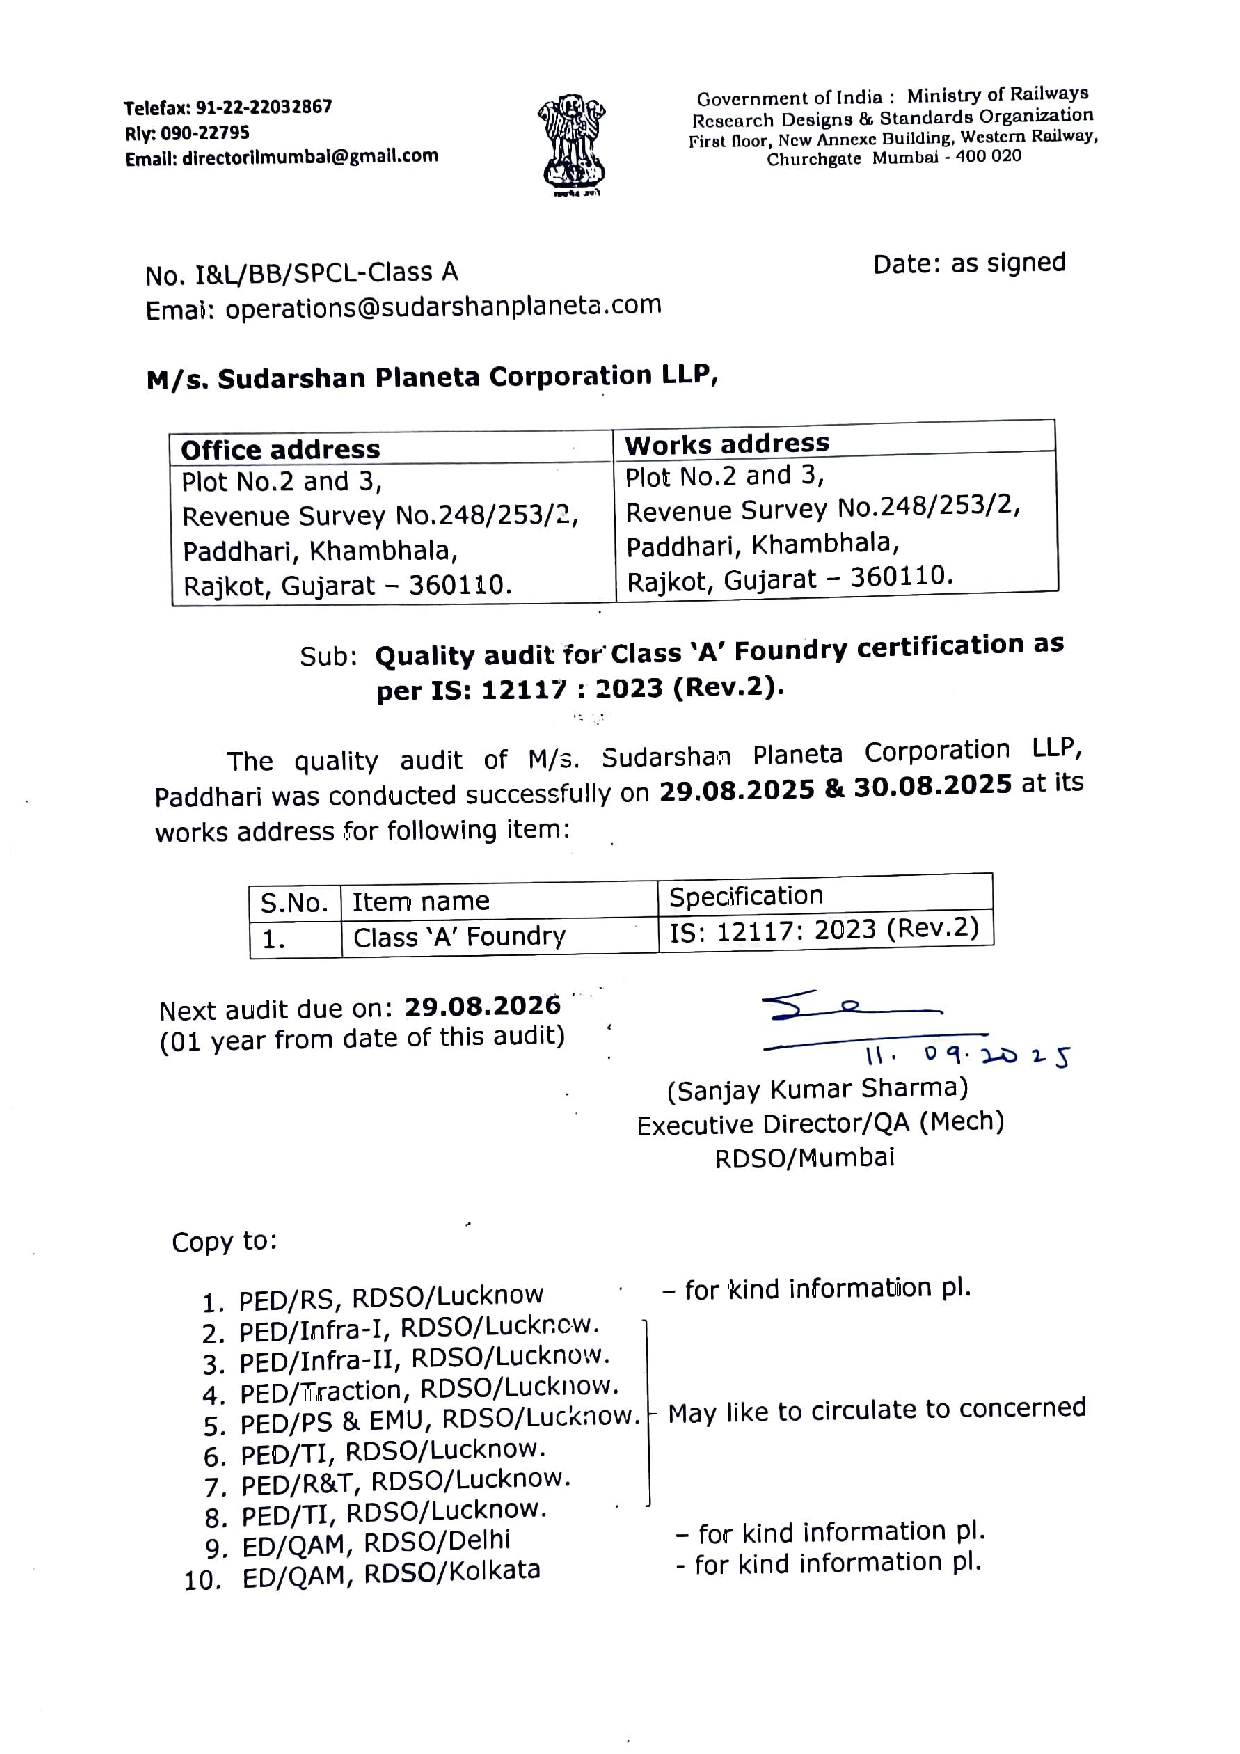 Telefax: 91-22-22032867
Rly: 090-22795
Email: directorilmumbai@gmail.com
Government of India : Ministry of Railways
Research Designs & Standards Organization
First floor, New Annexe Building, Western Railway,
Churchgate Mumbai - 400 020
No. I&L/BB/SPCL-Class A
Date: as signed
Emai: operations@sudarshanplaneta.com
M/s. Sudarshan Planeta Corporation LLP,
Office address
Plot No.2 and 3,
Revenue Survey No.248/253/2,
Paddhari, Khambhala,
Rajkot, Gujarat – 360110.
Works address
Plot No.2 and 3,
Revenue Survey No.248/253/2,
Paddhari, Khambhala,
Rajkot, Gujarat – 360110.
Sub: Quality audit for Class ‘A’ Foundry certification as
per IS: 12117 : 2023 (Rev.2).
The quality audit of M/s. Sudarshan Planeta Corporation LLP,
Paddhari was conducted successfully on 29.08.2025 & 30.08.2025 at its
works address for following item:
S.No. Item name Specification
1. Class ‘A’ Foundry IS: 12117: 2023 (Rev.2)
Next audit due on: 29.08.2026
(01 year from date of this audit)
11. 09.2025
(Sanjay Kumar Sharma)
Executive Director/QA (Mech)
RDSO/Mumbai
Copy to:
1. PED/RS, RDSO/Lucknow – for kind information pl.
2. PED/Infra-I, RDSO/Lucknow.
3. PED/Infra-II, RDSO/Lucknow.
4. PED/Traction, RDSO/Lucknow.
5. PED/PS & EMU, RDSO/Lucknow. - May like to circulate to concerned
6. PED/TI, RDSO/Lucknow.
7. PED/R&T, RDSO/Lucknow.
8. PED/TI, RDSO/Lucknow.
9. ED/QAM, RDSO/Delhi – for kind information pl.
10. ED/QAM, RDSO/Kolkata - for kind information pl.